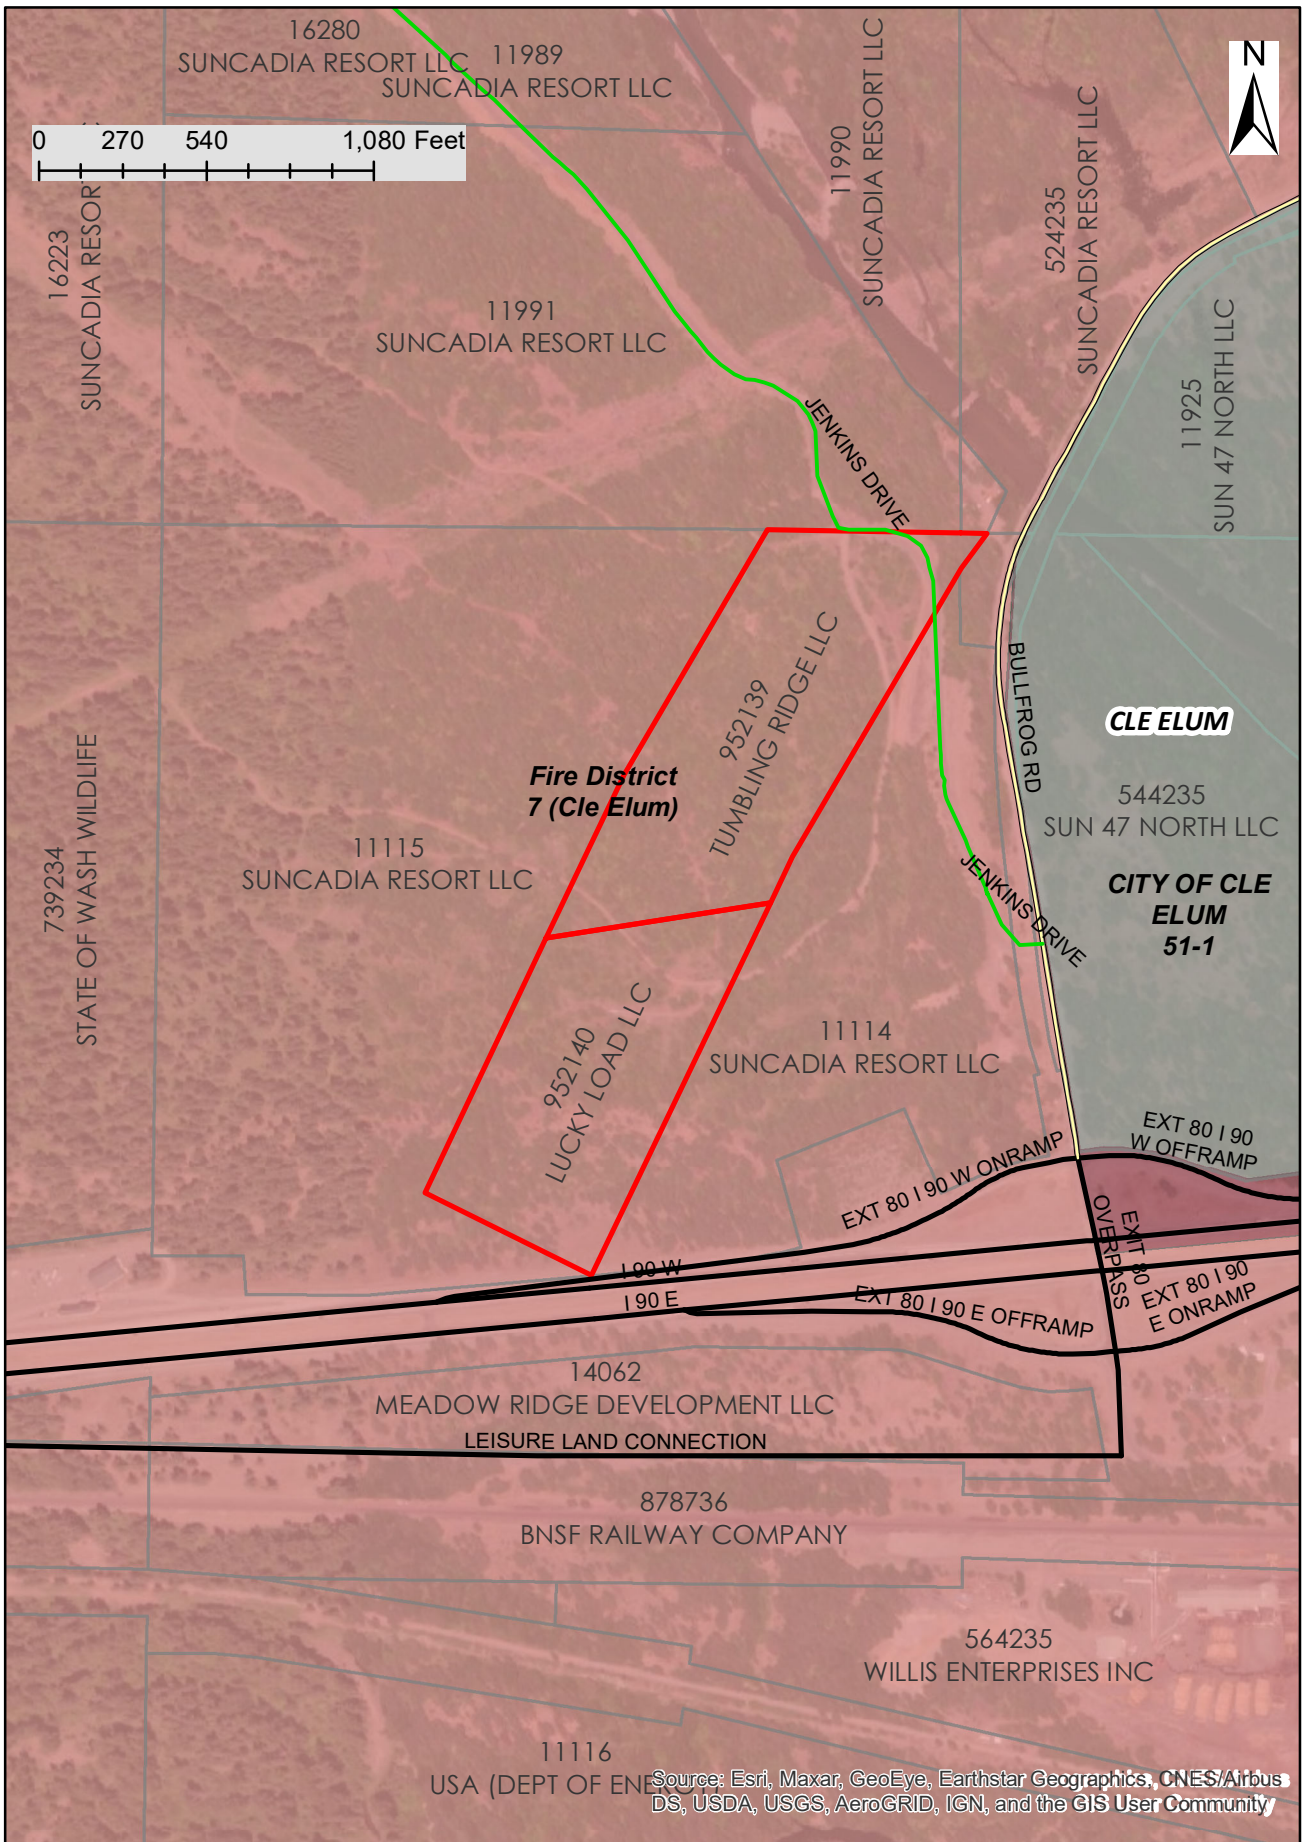 16280
SUNCADIA RESORT LLC
11989
SUNCADIA RESORT LLC
N
0 270 540 1,080 Feet
16223
SUNCADIA RESORT
11990
SUNCADIA RESORT LLC
524235
SUNCADIA RESORT LLC
11991
SUNCADIA RESORT LLC
11925
SUN 47 NORTH LLC
JENKINS DRIVE
952139
TUMBLING RIDGE LLC
BULLFROG RD
CLE ELUM
Fire District
7 (Cle Elum)
544235
SUN 47 NORTH LLC
739234
STATE OF WASH WILDLIFE
11115
SUNCADIA RESORT LLC
JENKINS DRIVE
CITY OF CLE
ELUM
51-1
952140
LUCKY LOAD LLC
11114
SUNCADIA RESORT LLC
EXT 80 I 90
W OFFRAMP
EXT 80 I 90 W ONRAMP
EXIT 80
OVERPASS
I 90 W
I 90 E
EXT 80 I 90 E OFFRAMP
EXT 80 I 90
E ONRAMP
14062
MEADOW RIDGE DEVELOPMENT LLC
LEISURE LAND CONNECTION
878736
BNSF RAILWAY COMPANY
564235
WILLIS ENTERPRISES INC
11116
USA (DEPT OF
Source: Esri, Maxar, GeoEye, Earthstar Geographics, CNES/Airbus
DS, USDA, USGS, AeroGRID, IGN, and the GIS User Community